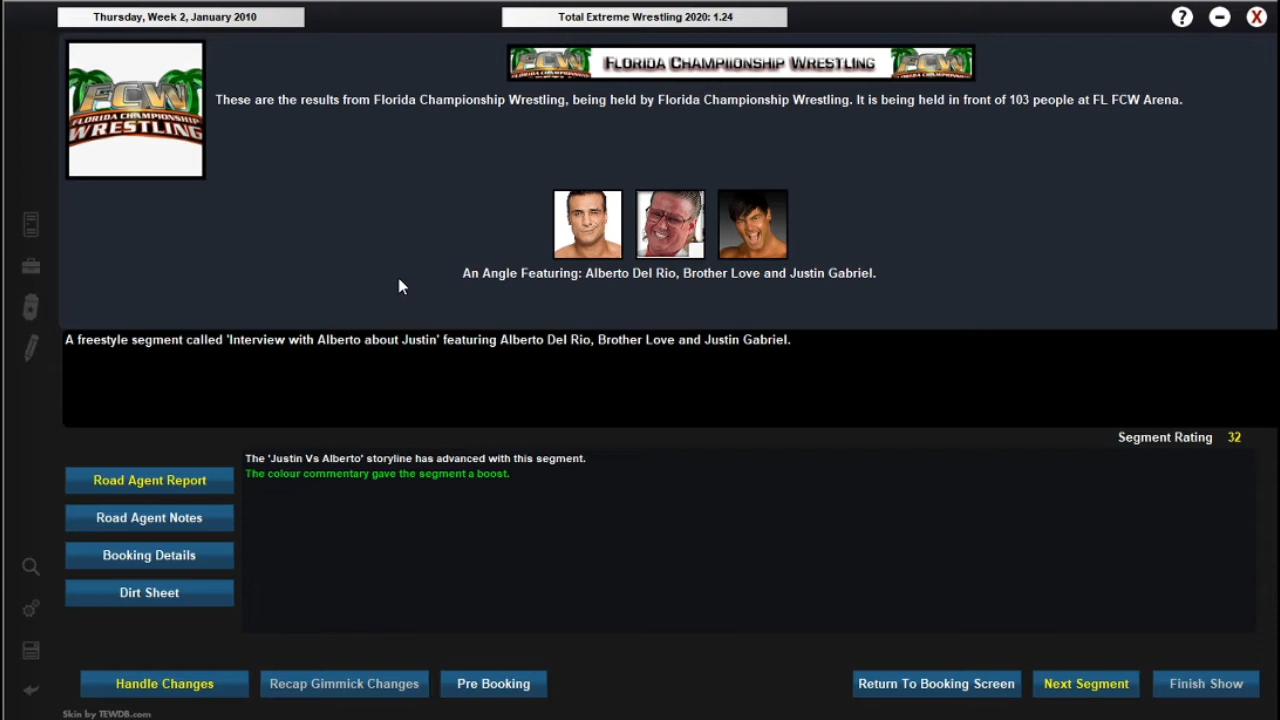 Thursday, Week 2, January 2010
Total Extreme Wrestling 2020: 1.24
? – X
FCW
FLORIDA CHAMPIONSHIP
WRESTLING
FCW FLORIDA CHAMPIIONSHIP WRESTLING FCW
These are the results from Florida Championship Wrestling, being held by Florida Championship Wrestling. It is being held in front of 103 people at FL FCW Arena.
An Angle Featuring: Alberto Del Rio, Brother Love and Justin Gabriel.
A freestyle segment called 'Interview with Alberto about Justin' featuring Alberto Del Rio, Brother Love and Justin Gabriel.
Segment Rating 32
The 'Justin Vs Alberto' storyline has advanced with this segment.
The colour commentary gave the segment a boost.
Road Agent Report
Road Agent Notes
Booking Details
Dirt Sheet
Handle Changes
Recap Gimmick Changes
Pre Booking
Return To Booking Screen
Next Segment
Finish Show
Skin by TEWDB.com